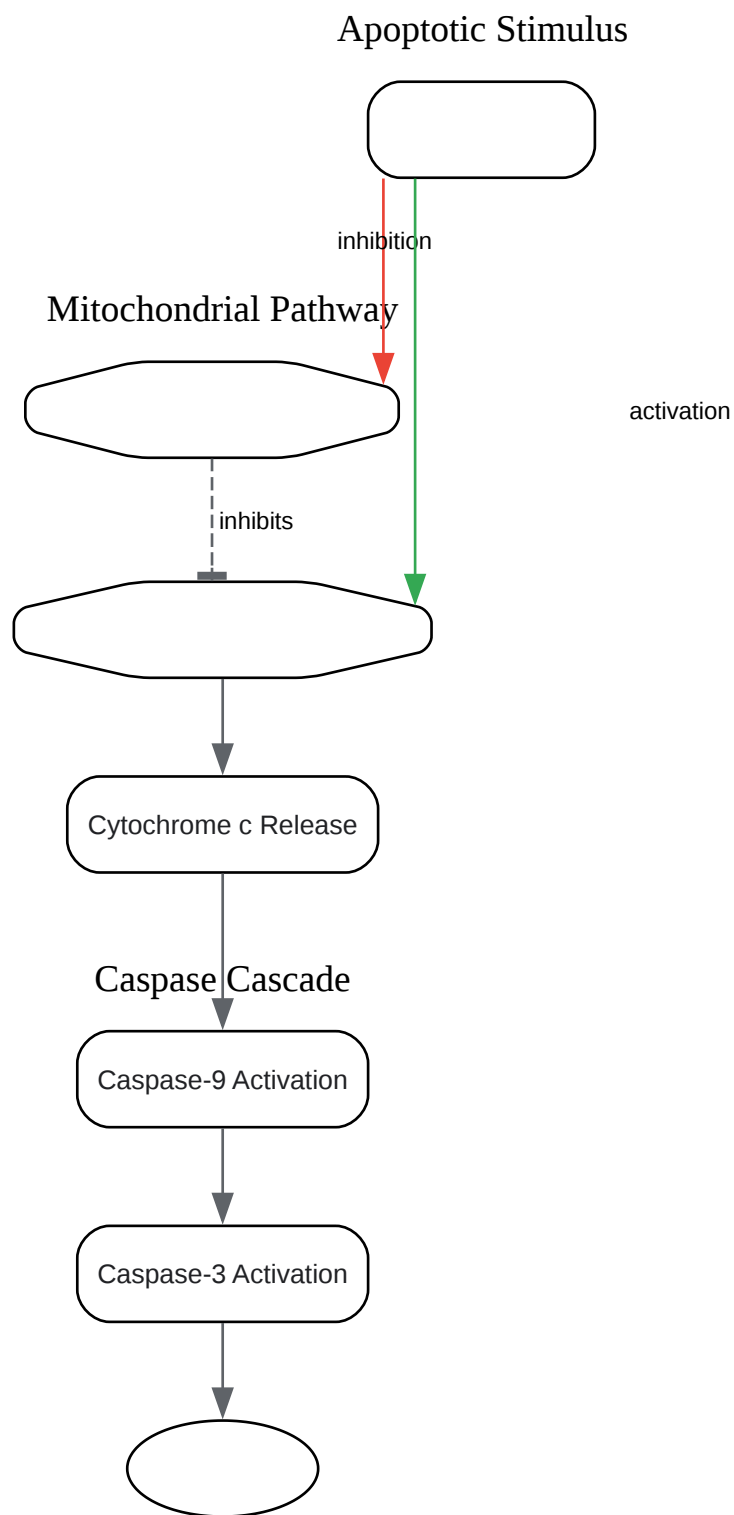 Apoptotic Stimulus
inhibition
Mitochondrial Pathway
activation
inhibits
Cytochrome c Release
Caspase Cascade
Caspase-9 Activation
Caspase-3 Activation